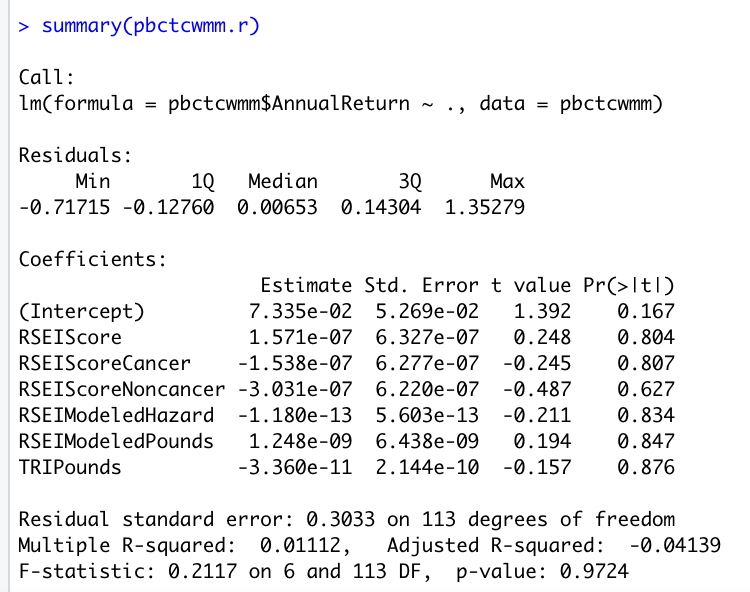 > summary(pbctcwmm.r)
Call:
lm(formula = pbctcwmm$AnnualReturn ~ ., data = pbctcwmm)
Residuals:
Min 1Q Median 3Q Max
-0.71715 -0.12760 0.00653 0.14304 1.35279
Coefficients:
Estimate Std. Error t value Pr(>|t|)
(Intercept) 7.335e-02 5.269e-02 1.392 0.167
RSEIScore 1.571e-07 6.327e-07 0.248 0.804
RSEIScoreCancer -1.538e-07 6.277e-07 -0.245 0.807
RSEIScoreNoncancer -3.031e-07 6.220e-07 -0.487 0.627
RSEIModeledHazard -1.180e-13 5.603e-13 -0.211 0.834
RSEIModeledPounds 1.248e-09 6.438e-09 0.194 0.847
TRIPounds -3.360e-11 2.144e-10 -0.157 0.876
Residual standard error: 0.3033 on 113 degrees of freedom
Multiple R-squared: 0.01112, Adjusted R-squared: -0.04139
F-statistic: 0.2117 on 6 and 113 DF, p-value: 0.9724